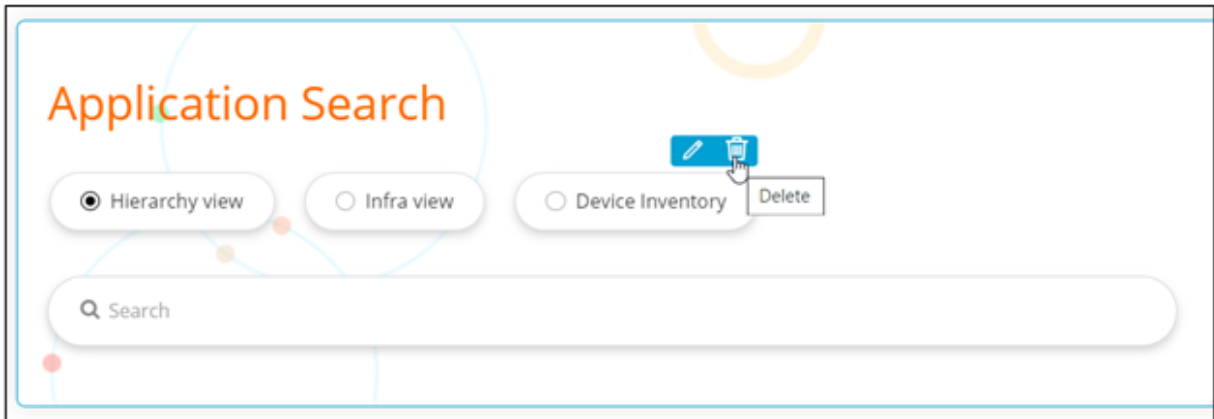 Application Search
Hierarchy view
Infra view
Device Inventory
Delete
Search